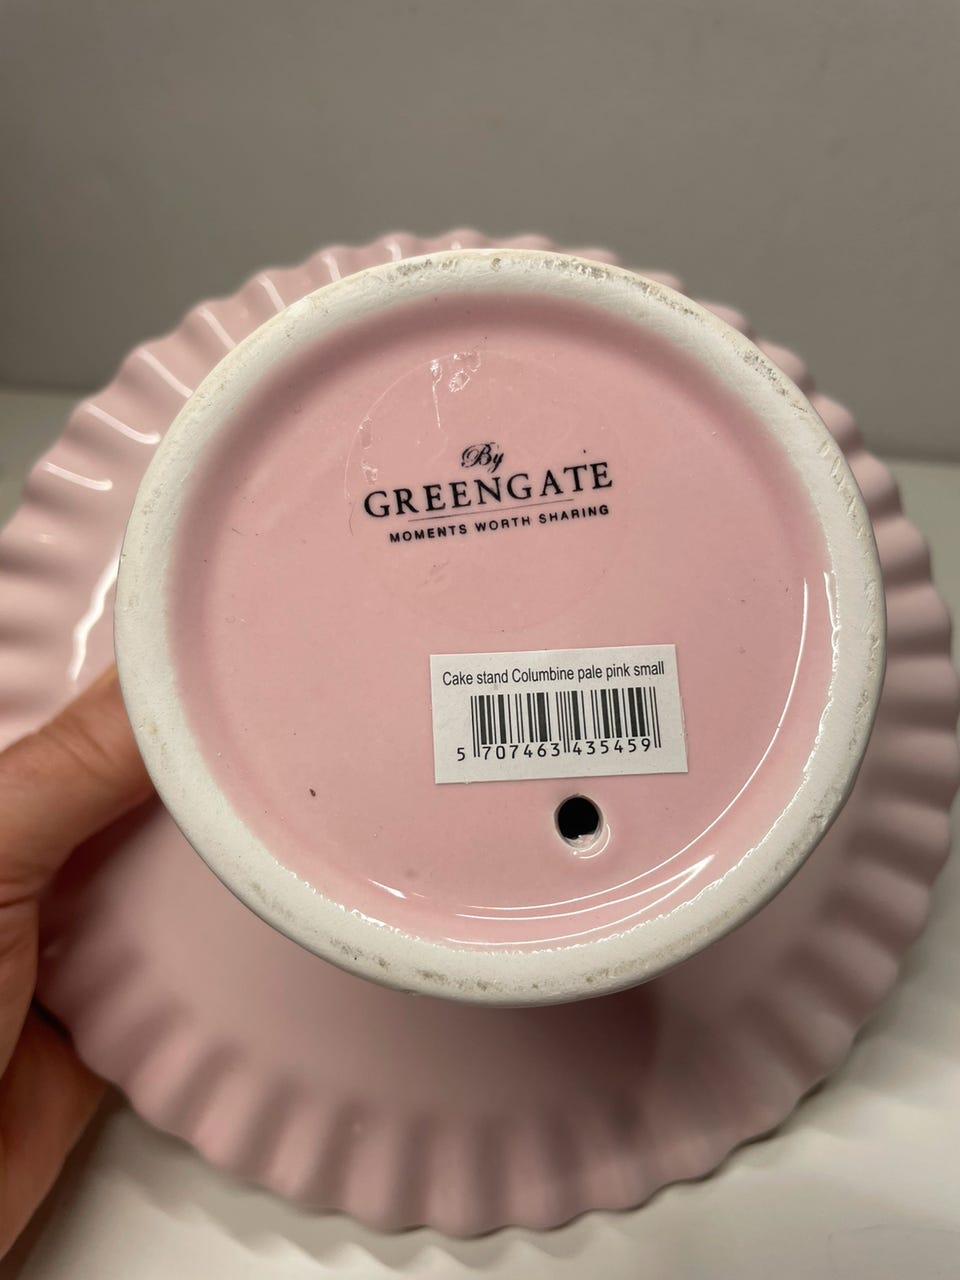 By
GREENGATE
MOMENTS WORTH SHARING
Cake stand Columbine pale pink small
5 707463 435459